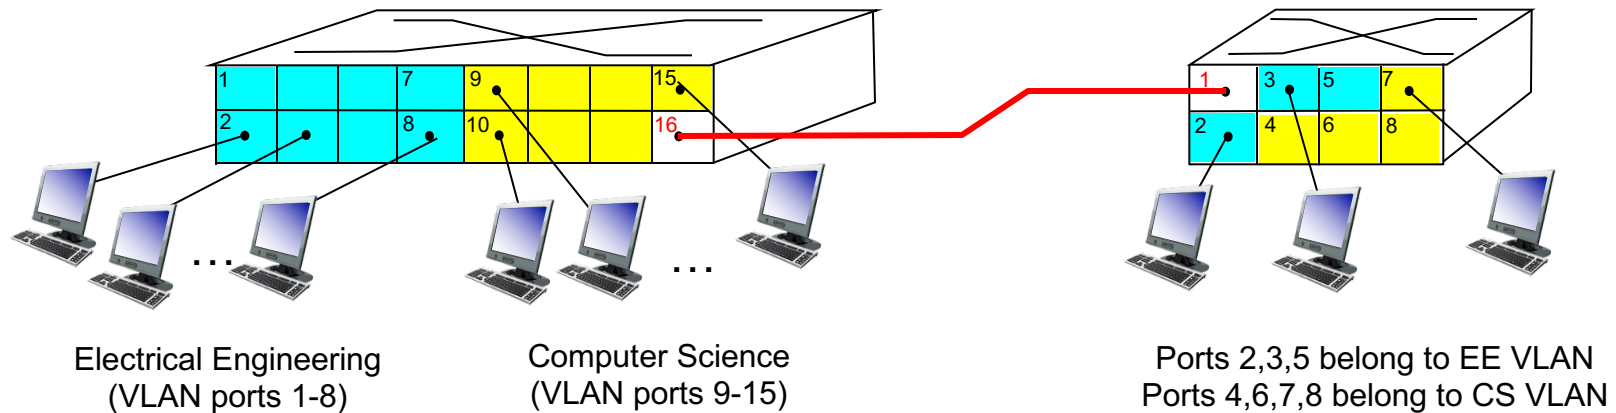 1 7 9 15
2 8 10 16
1 3 5 7
2 4 6 8
... ...
Electrical Engineering
(VLAN ports 1-8)
Computer Science
(VLAN ports 9-15)
Ports 2,3,5 belong to EE VLAN
Ports 4,6,7,8 belong to CS VLAN